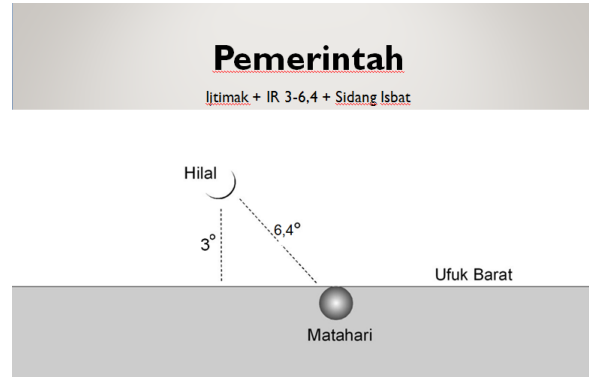 Pemerintah
Ijtimak + IR 3-6,4 + Sidang Isbat
Hilal
3°
6,4°
Ufuk Barat
Matahari